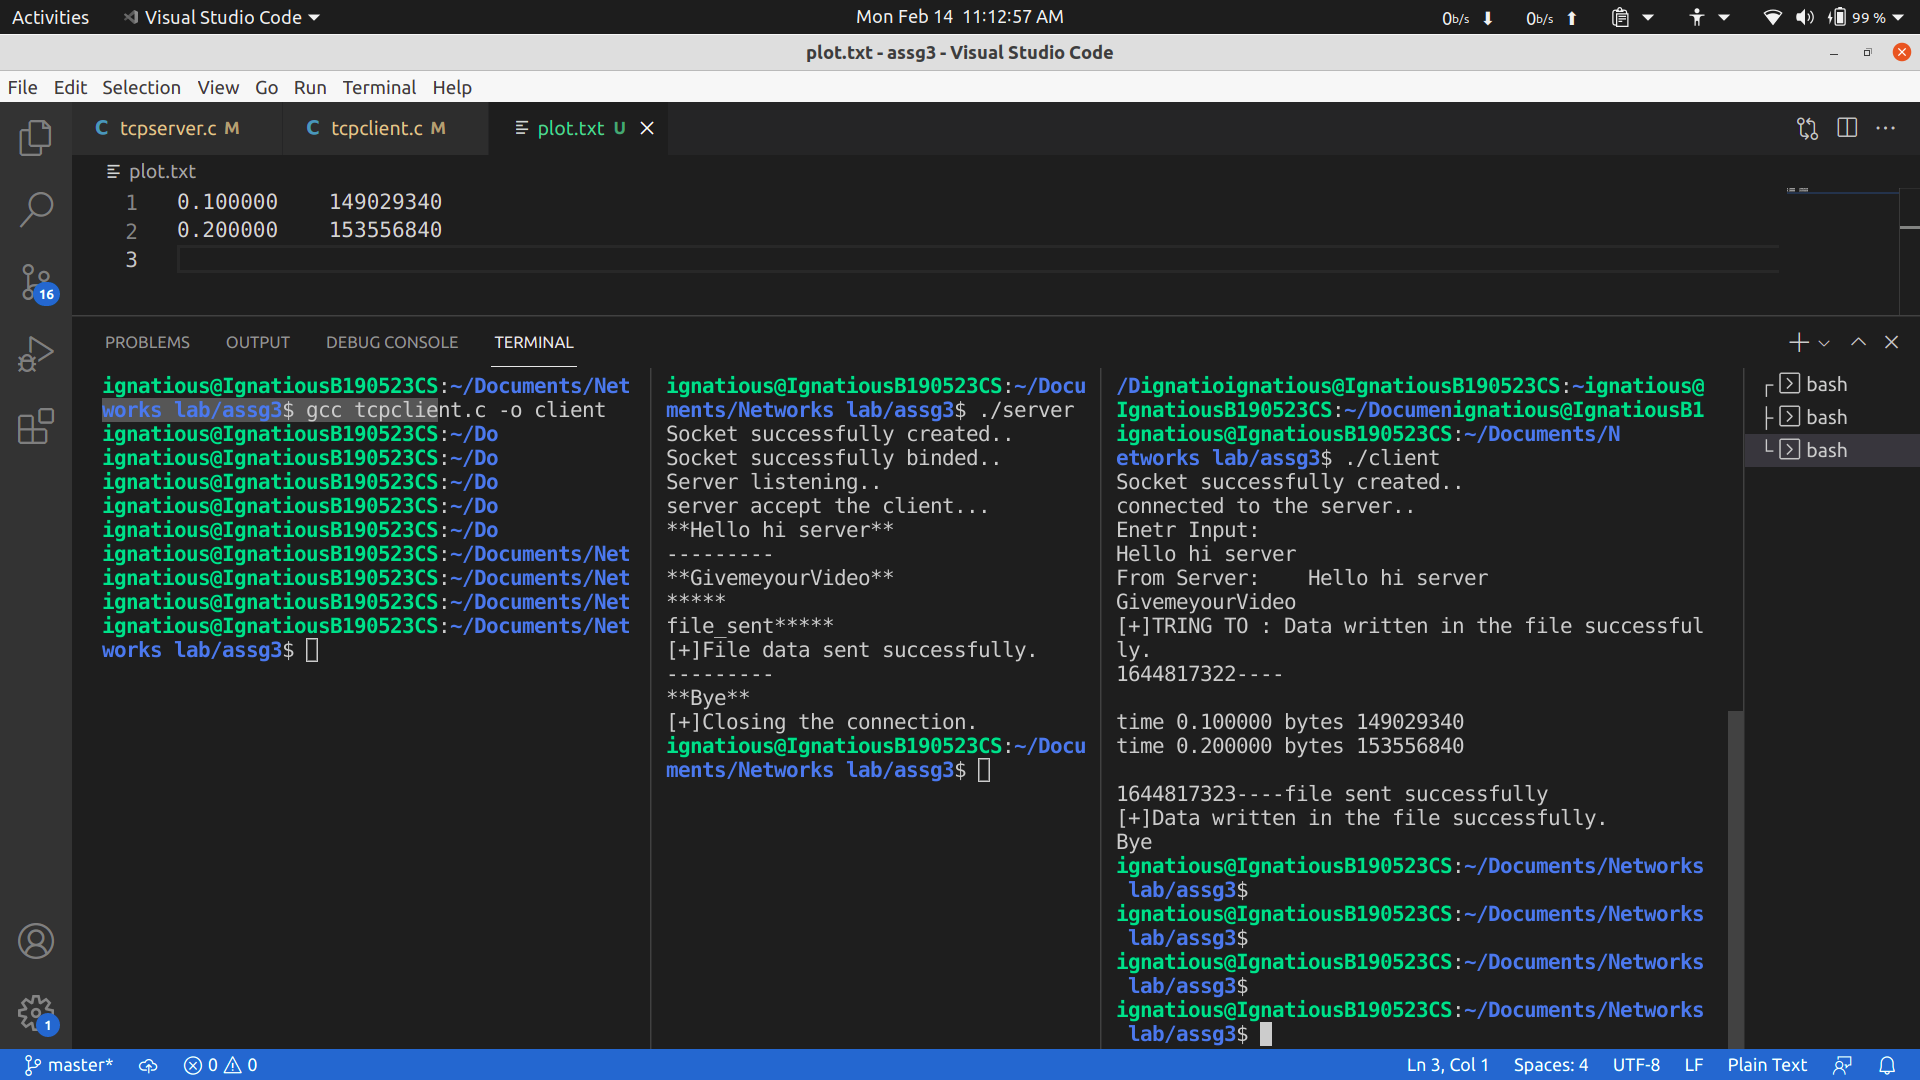 Activities Visual Studio Code Mon Feb 14 11:12:57 AM 0b/s 0b/s 99 %
plot.txt - assg3 - Visual Studio Code
File Edit Selection View Go Run Terminal Help
C tcpserver.c M C tcpclient.c M plot.txt U
plot.txt
1 0.100000 149029340
2 0.200000 153556840
3
16
PROBLEMS OUTPUT DEBUG CONSOLE TERMINAL
ignatious@IgnatiousB190523CS:~/Documents/Net
works lab/assg3$ gcc tcpclient.c -o client
ignatious@IgnatiousB190523CS:~/Do
ignatious@IgnatiousB190523CS:~/Do
ignatious@IgnatiousB190523CS:~/Do
ignatious@IgnatiousB190523CS:~/Do
ignatious@IgnatiousB190523CS:~/Do
ignatious@IgnatiousB190523CS:~/Documents/Net
ignatious@IgnatiousB190523CS:~/Documents/Net
ignatious@IgnatiousB190523CS:~/Documents/Net
ignatious@IgnatiousB190523CS:~/Documents/Net
works lab/assg3$
ignatious@IgnatiousB190523CS:~/Docu
ments/Networks lab/assg3$ ./server
Socket successfully created..
Socket successfully binded..
Server listening..
server accept the client...
**Hello hi server**
---------
**GivemeyourVideo**
*****
file_sent*****
[+]File data sent successfully.
---------
**Bye**
[+]Closing the connection.
ignatious@IgnatiousB190523CS:~/Docu
ments/Networks lab/assg3$
/Dignatioignatious@IgnatiousB190523CS:~ignatious@
IgnatiousB190523CS:~/Documenignatious@IgnatiousB1
ignatious@IgnatiousB190523CS:~/Documents/N
etworks lab/assg3$ ./client
Socket successfully created..
connected to the server..
Enetr Input:
Hello hi server
From Server:    Hello hi server
GivemeyourVideo
[+]TRING TO : Data written in the file successful
ly.
1644817322----
time 0.100000 bytes 149029340
time 0.200000 bytes 153556840
1644817323----file sent successfully
[+]Data written in the file successfully.
Bye
ignatious@IgnatiousB190523CS:~/Documents/Networks
lab/assg3$
ignatious@IgnatiousB190523CS:~/Documents/Networks
lab/assg3$
ignatious@IgnatiousB190523CS:~/Documents/Networks
lab/assg3$
ignatious@IgnatiousB190523CS:~/Documents/Networks
lab/assg3$
bash
bash
bash
1
master* 0 0 Ln 3, Col 1 Spaces: 4 UTF-8 LF Plain Text